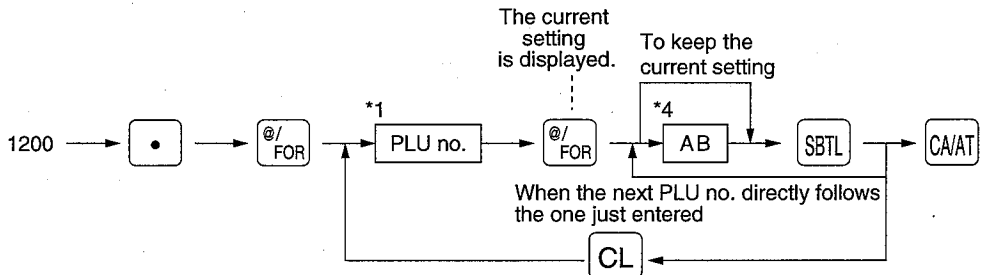 The current
setting
is displayed.
To keep the
current setting
*1
*4
1200
•
@/
FOR
PLU no.
@/
FOR
AB
SBTL
CA/AT
When the next PLU no. directly follows
the one just entered
CL